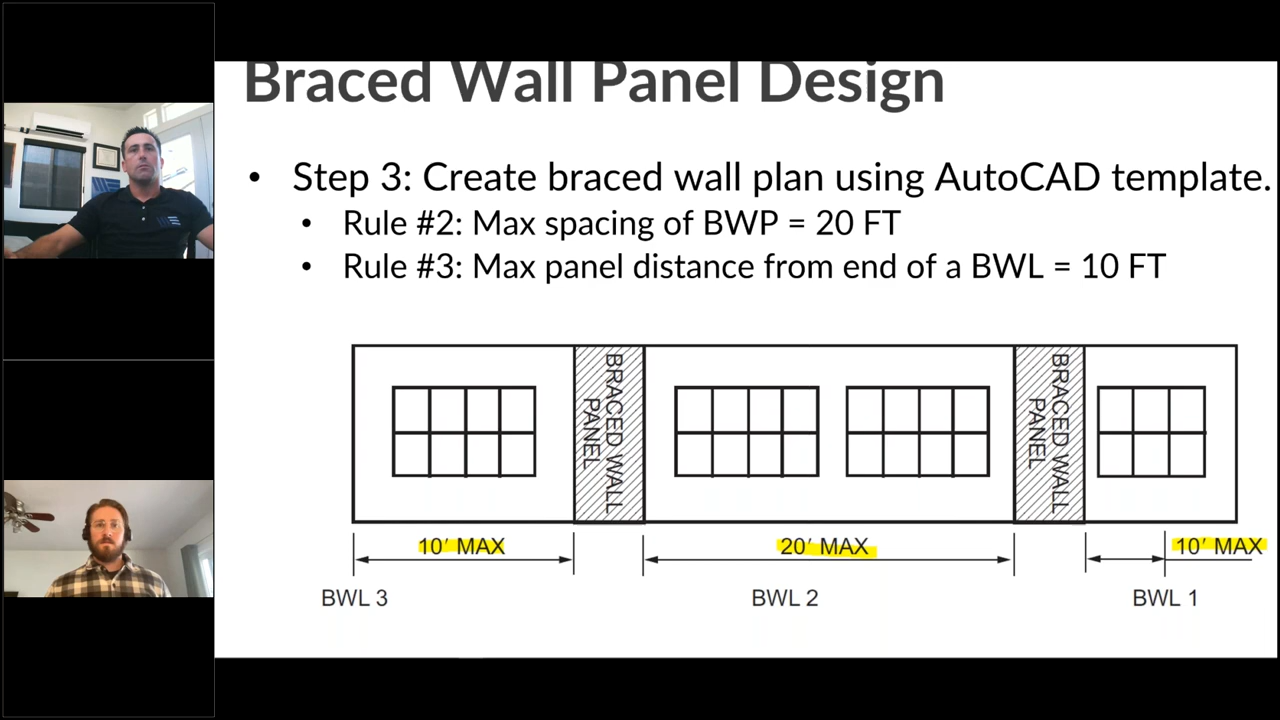 Braced Wall Panel Design
• Step 3: Create braced wall plan using AutoCAD template.
• Rule #2: Max spacing of BWP = 20 FT
• Rule #3: Max panel distance from end of a BWL = 10 FT
BRACED WALL
PANEL
BRACED WALL
PANEL
10' MAX
20' MAX
10' MAX
BWL 3
BWL 2
BWL 1